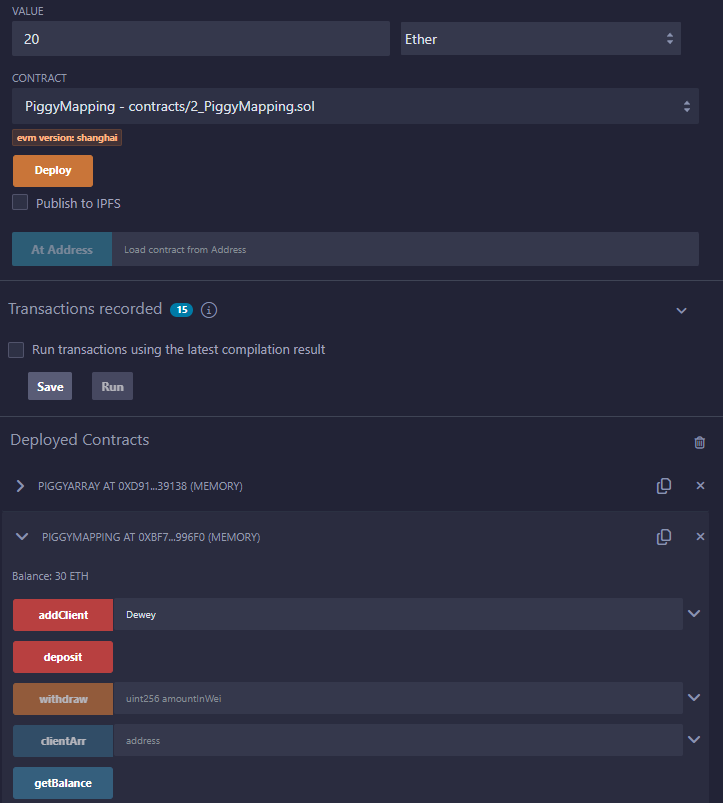 VALUE
20 Ether
CONTRACT
PiggyMapping - contracts/2_PiggyMapping.sol
evm version: shanghai
Deploy
Publish to IPFS
At Address Load contract from Address
Transactions recorded 15
Run transactions using the latest compilation result
Save Run
Deployed Contracts
PIGGYARRAY AT 0XD91...39138 (MEMORY)
PIGGYMAPPING AT 0XBF7...996F0 (MEMORY)
Balance: 30 ETH
addClient Dewey
deposit
withdraw uint256 amountInWei
clientArr address
getBalance